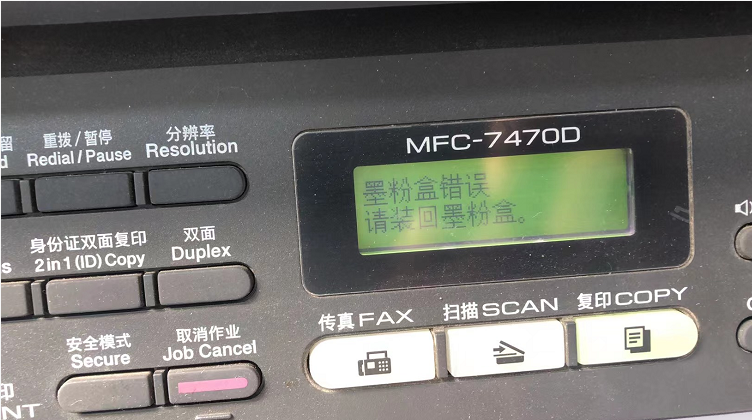 MFC-7470D
墨粉盒错误
请装回墨粉盒。
重拨/暂停
Redial/Pause
分辨率
Resolution
身份证双面复印
2 in 1 (ID) Copy
双面
Duplex
安全模式
Secure
取消作业
Job Cancel
传真 FAX
扫描 SCAN
复印 COPY